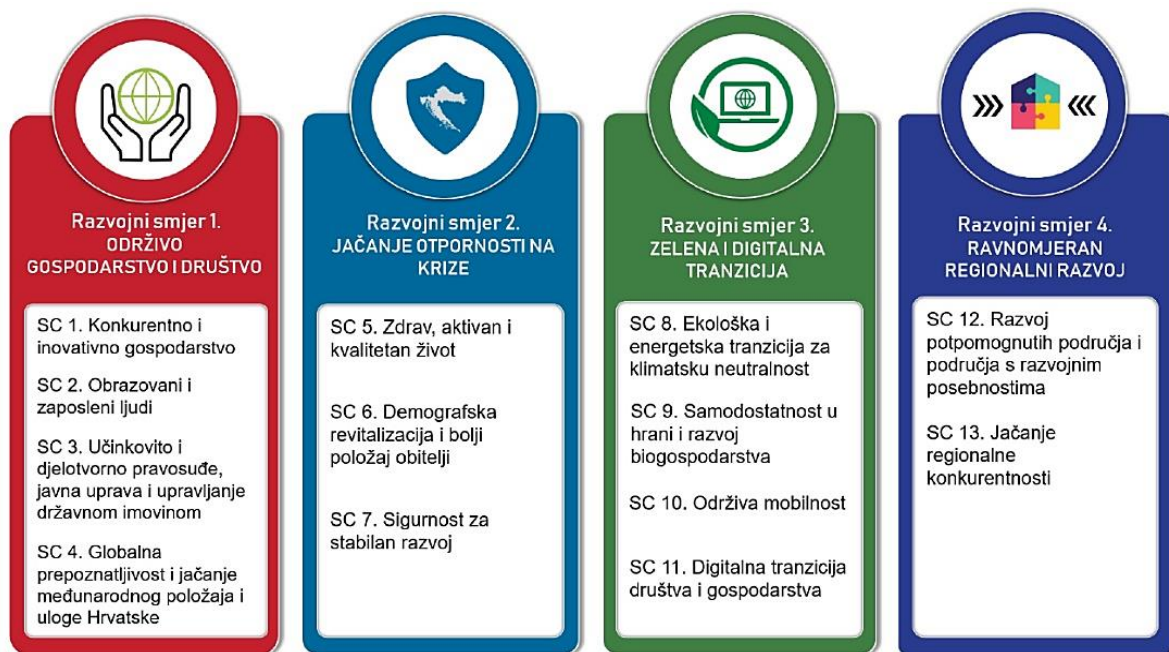 Razvojni smjer 1.
ODRŽIVO
GOSPODARSTVO I DRUŠTVO
SC 1. Konkurentno i
inovativno gospodarstvo
SC 2. Obrazovani i
zaposleni ljudi
SC 3. Učinkovito i
djelotvorno pravosuđe,
javna uprava i upravljanje
državnom imovinom
SC 4. Globalna
prepoznatljivost i jačanje
međunarodnog položaja i
uloge Hrvatske
Razvojni smjer 2.
JAČANJE OTPORNOSTI NA
KRIZE
SC 5. Zdrav, aktivan i
kvalitetan život
SC 6. Demografska
revitalizacija i bolji
položaj obitelji
SC 7. Sigurnost za
stabilan razvoj
Razvojni smjer 3.
ZELENA I DIGITALNA
TRANZICIJA
SC 8. Ekološka i
energetska tranzicija za
klimatsku neutralnost
SC 9. Samodostatnost u
hrani i razvoj
biogospodarstva
SC 10. Održiva mobilnost
SC 11. Digitalna tranzicija
društva i gospodarstva
Razvojni smjer 4.
RAVNOMJERAN
REGIONALNI RAZVOJ
SC 12. Razvoj
potpomognutih područja i
područja s razvojnim
posebnostima
SC 13. Jačanje
regionalne
konkurentnosti